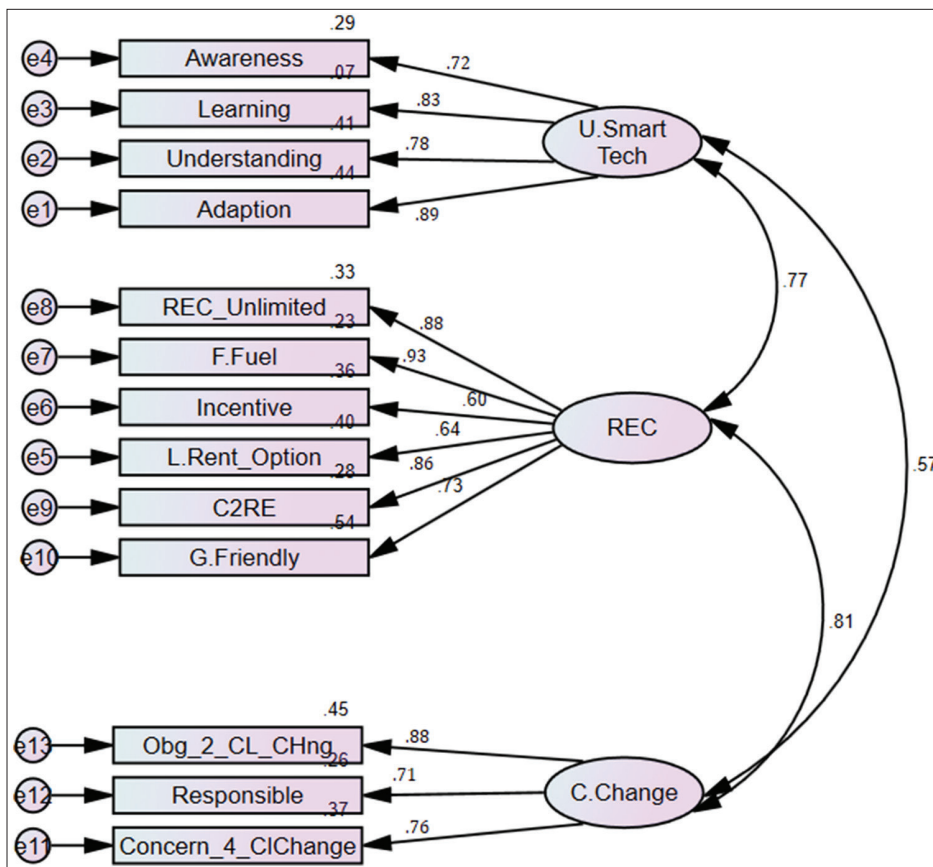 .29
e4 Awareness .72
.07
e3 Learning .83
.41
U.Smart
Tech
e2 Understanding .78
.44
e1 Adaption .89
.77
.33
e8 REC_Unlimited .88
.23
e7 F.Fuel .93
.36
e6 Incentive .60
REC
.40
e5 L.Rent_Option .64
.28
.86
.57
e9 C2RE .73
.54
e10 G.Friendly
.81
.45
e13 Obg_2_CL_CHng .88
.26
e12 Responsible .71
C.Change
.37
e11 Concern_4_ClChange .76